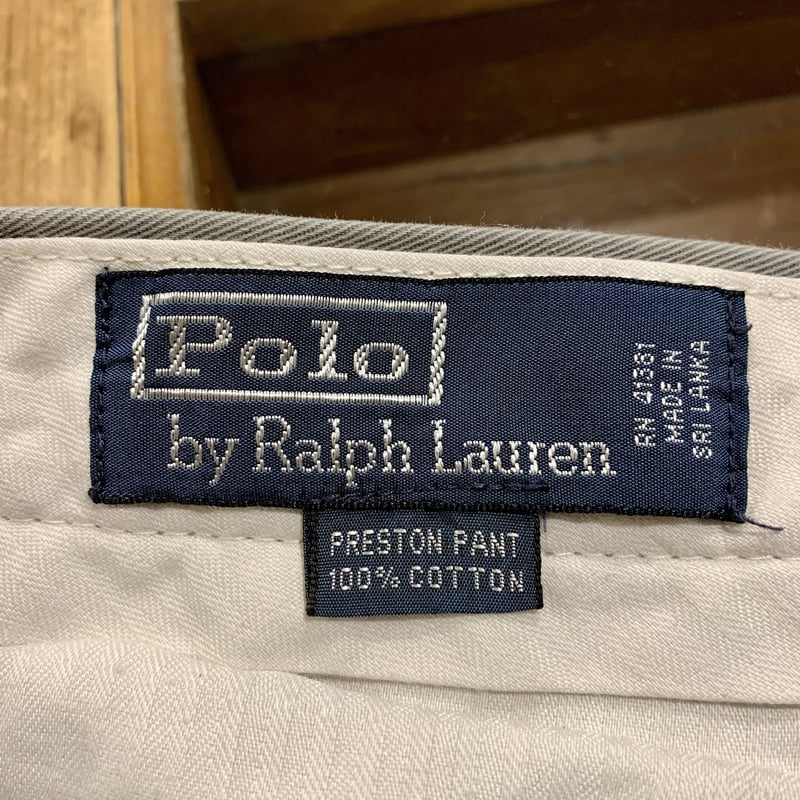 Polo
by Ralph Lauren
RN 41381
MADE IN
SRI LANKA
PRESTON PANT
100% COTTON